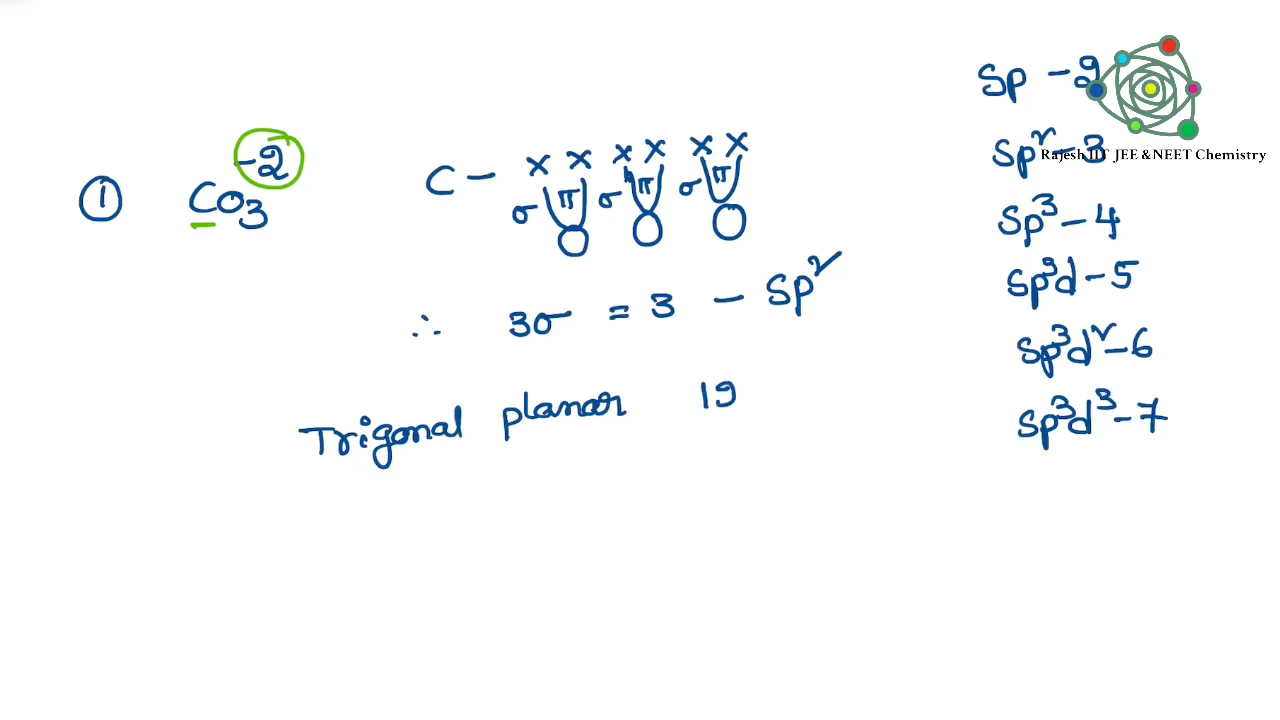 ① CO₃⁻²
C – x x x x x x
σ π σ π σ π
O O O
∴ 3σ = 3 – Sp²
Trigonal planar 19
Sp – 2
Sp² – 3
Sp³ – 4
Sp³d – 5
Sp³d² – 6
Sp³d³ – 7
Rajesh IIT JEE & NEET Chemistry